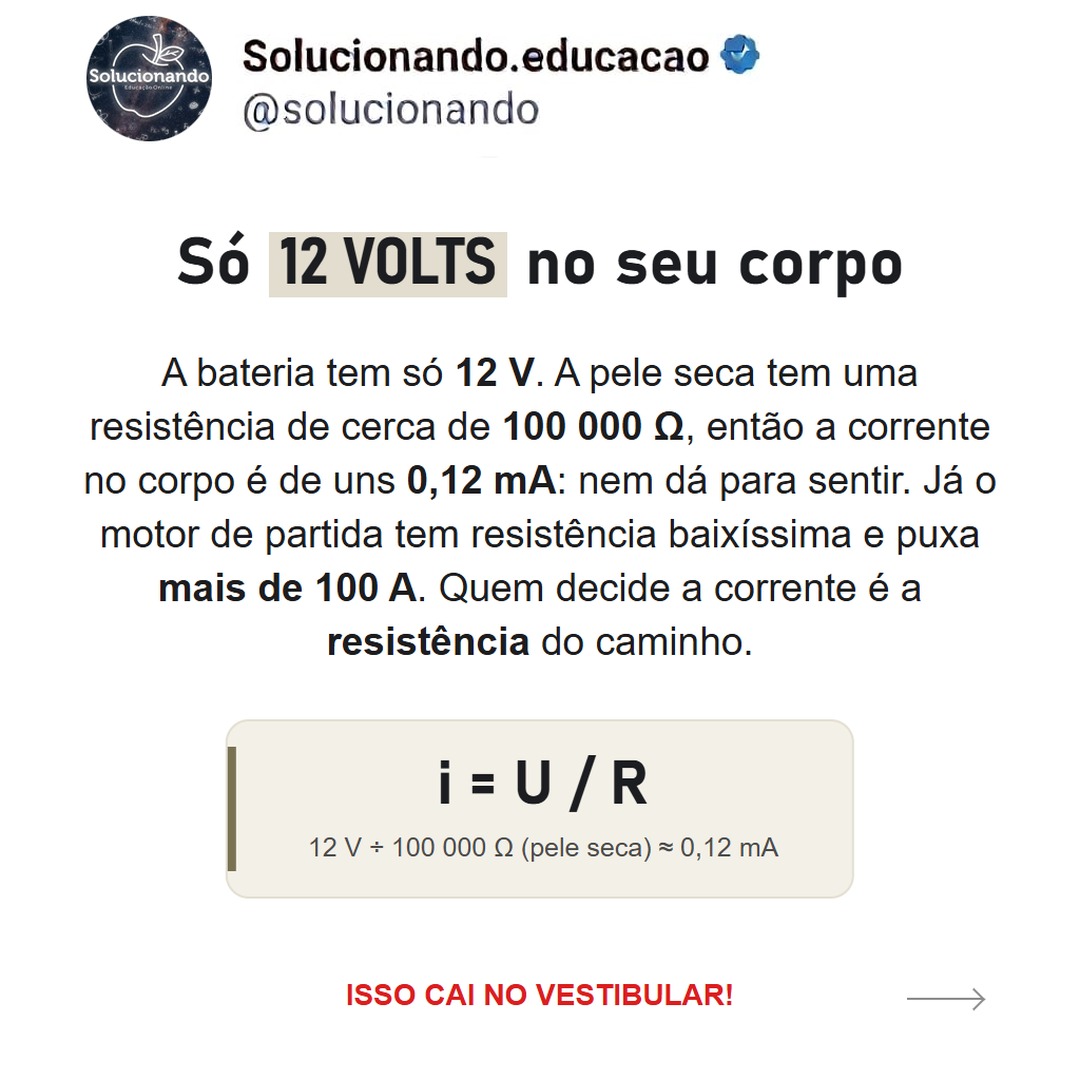 Solucionando
Educação Online
Solucionando.educacao
@solucionando
Só 12 VOLTS no seu corpo
A bateria tem só 12 V. A pele seca tem uma
resistência de cerca de 100 000 Ω, então a corrente
no corpo é de uns 0,12 mA: nem dá para sentir. Já o
motor de partida tem resistência baixíssima e puxa
mais de 100 A. Quem decide a corrente é a
resistência do caminho.
i = U / R
12 V ÷ 100 000 Ω (pele seca) ≈ 0,12 mA
ISSO CAI NO VESTIBULAR!